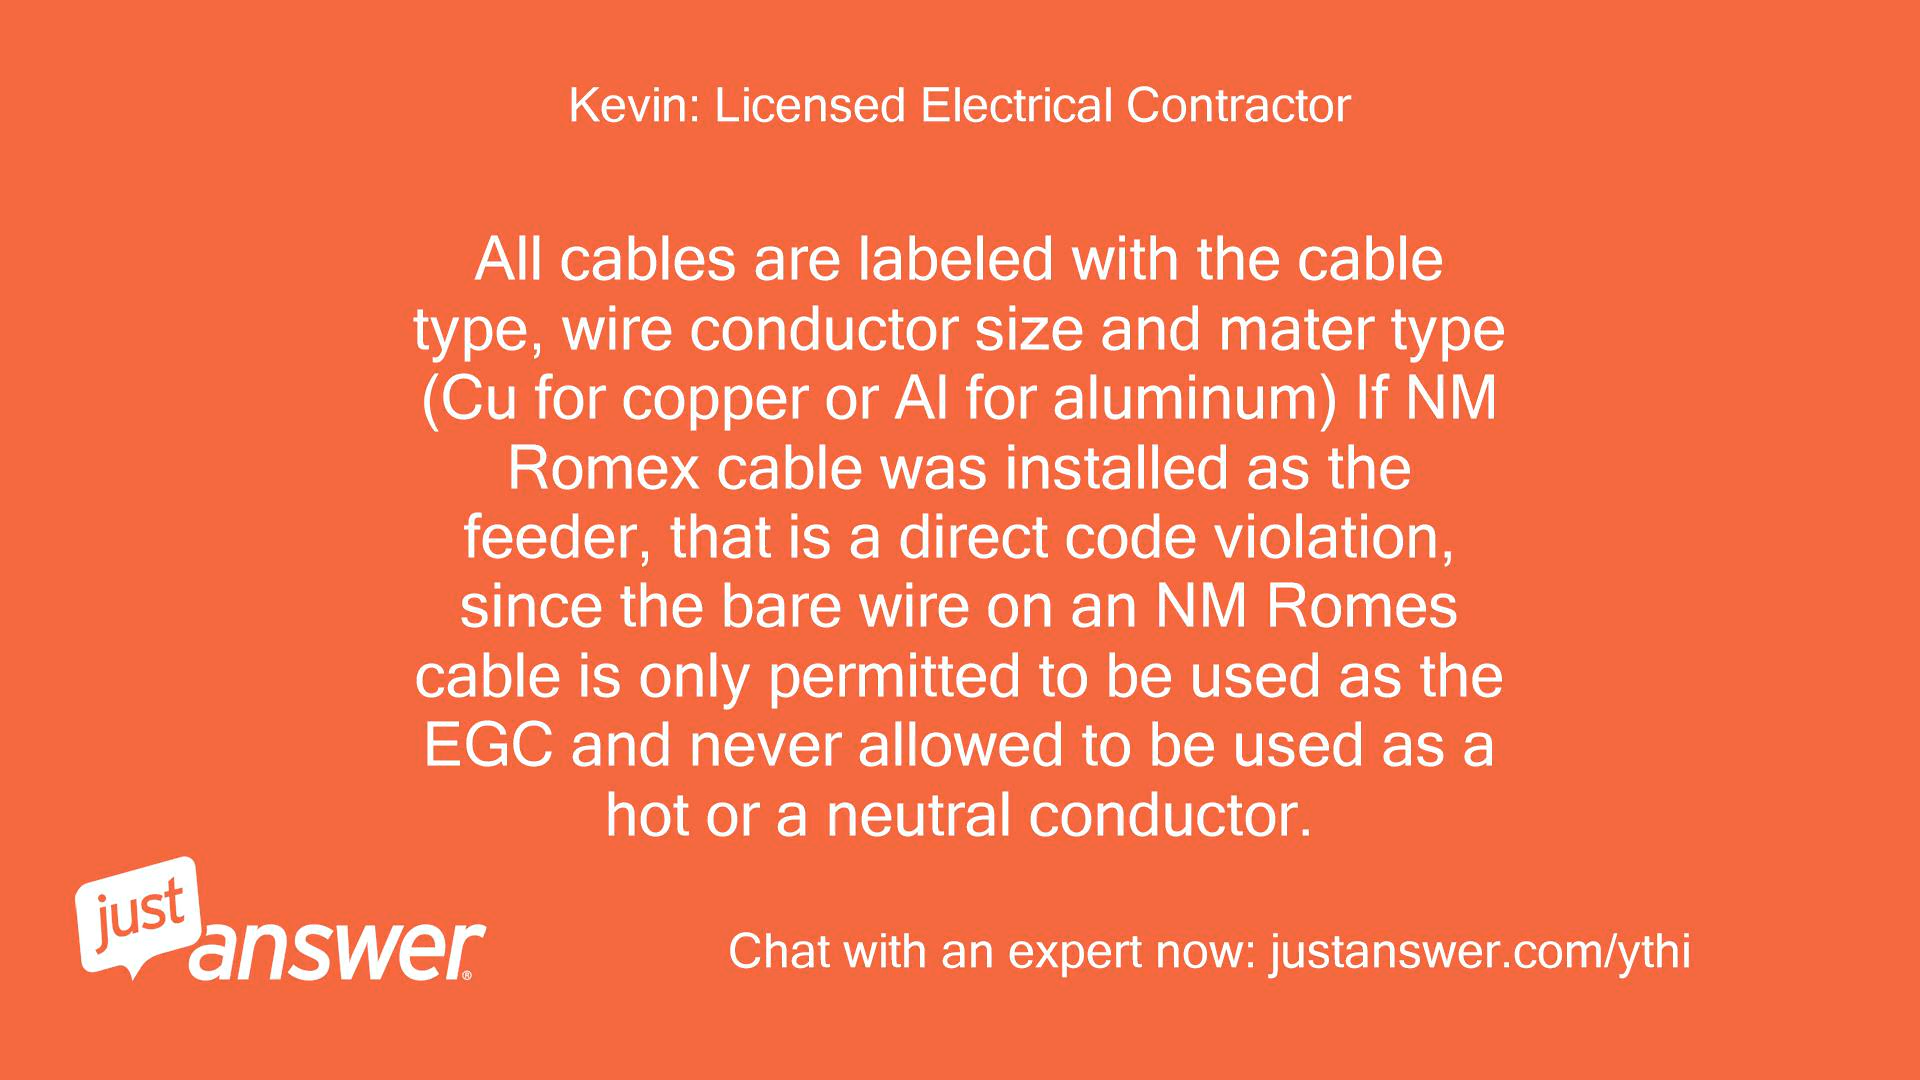 Kevin: Licensed Electrical Contractor
All cables are labeled with the cable
type, wire conductor size and mater type
(Cu for copper or Al for aluminum) If NM
Romex cable was installed as the
feeder, that is a direct code violation,
since the bare wire on an NM Romes
cable is only permitted to be used as the
EGC and never allowed to be used as a
hot or a neutral conductor.
just
answer®
Chat with an expert now: justanswer.com/ythi